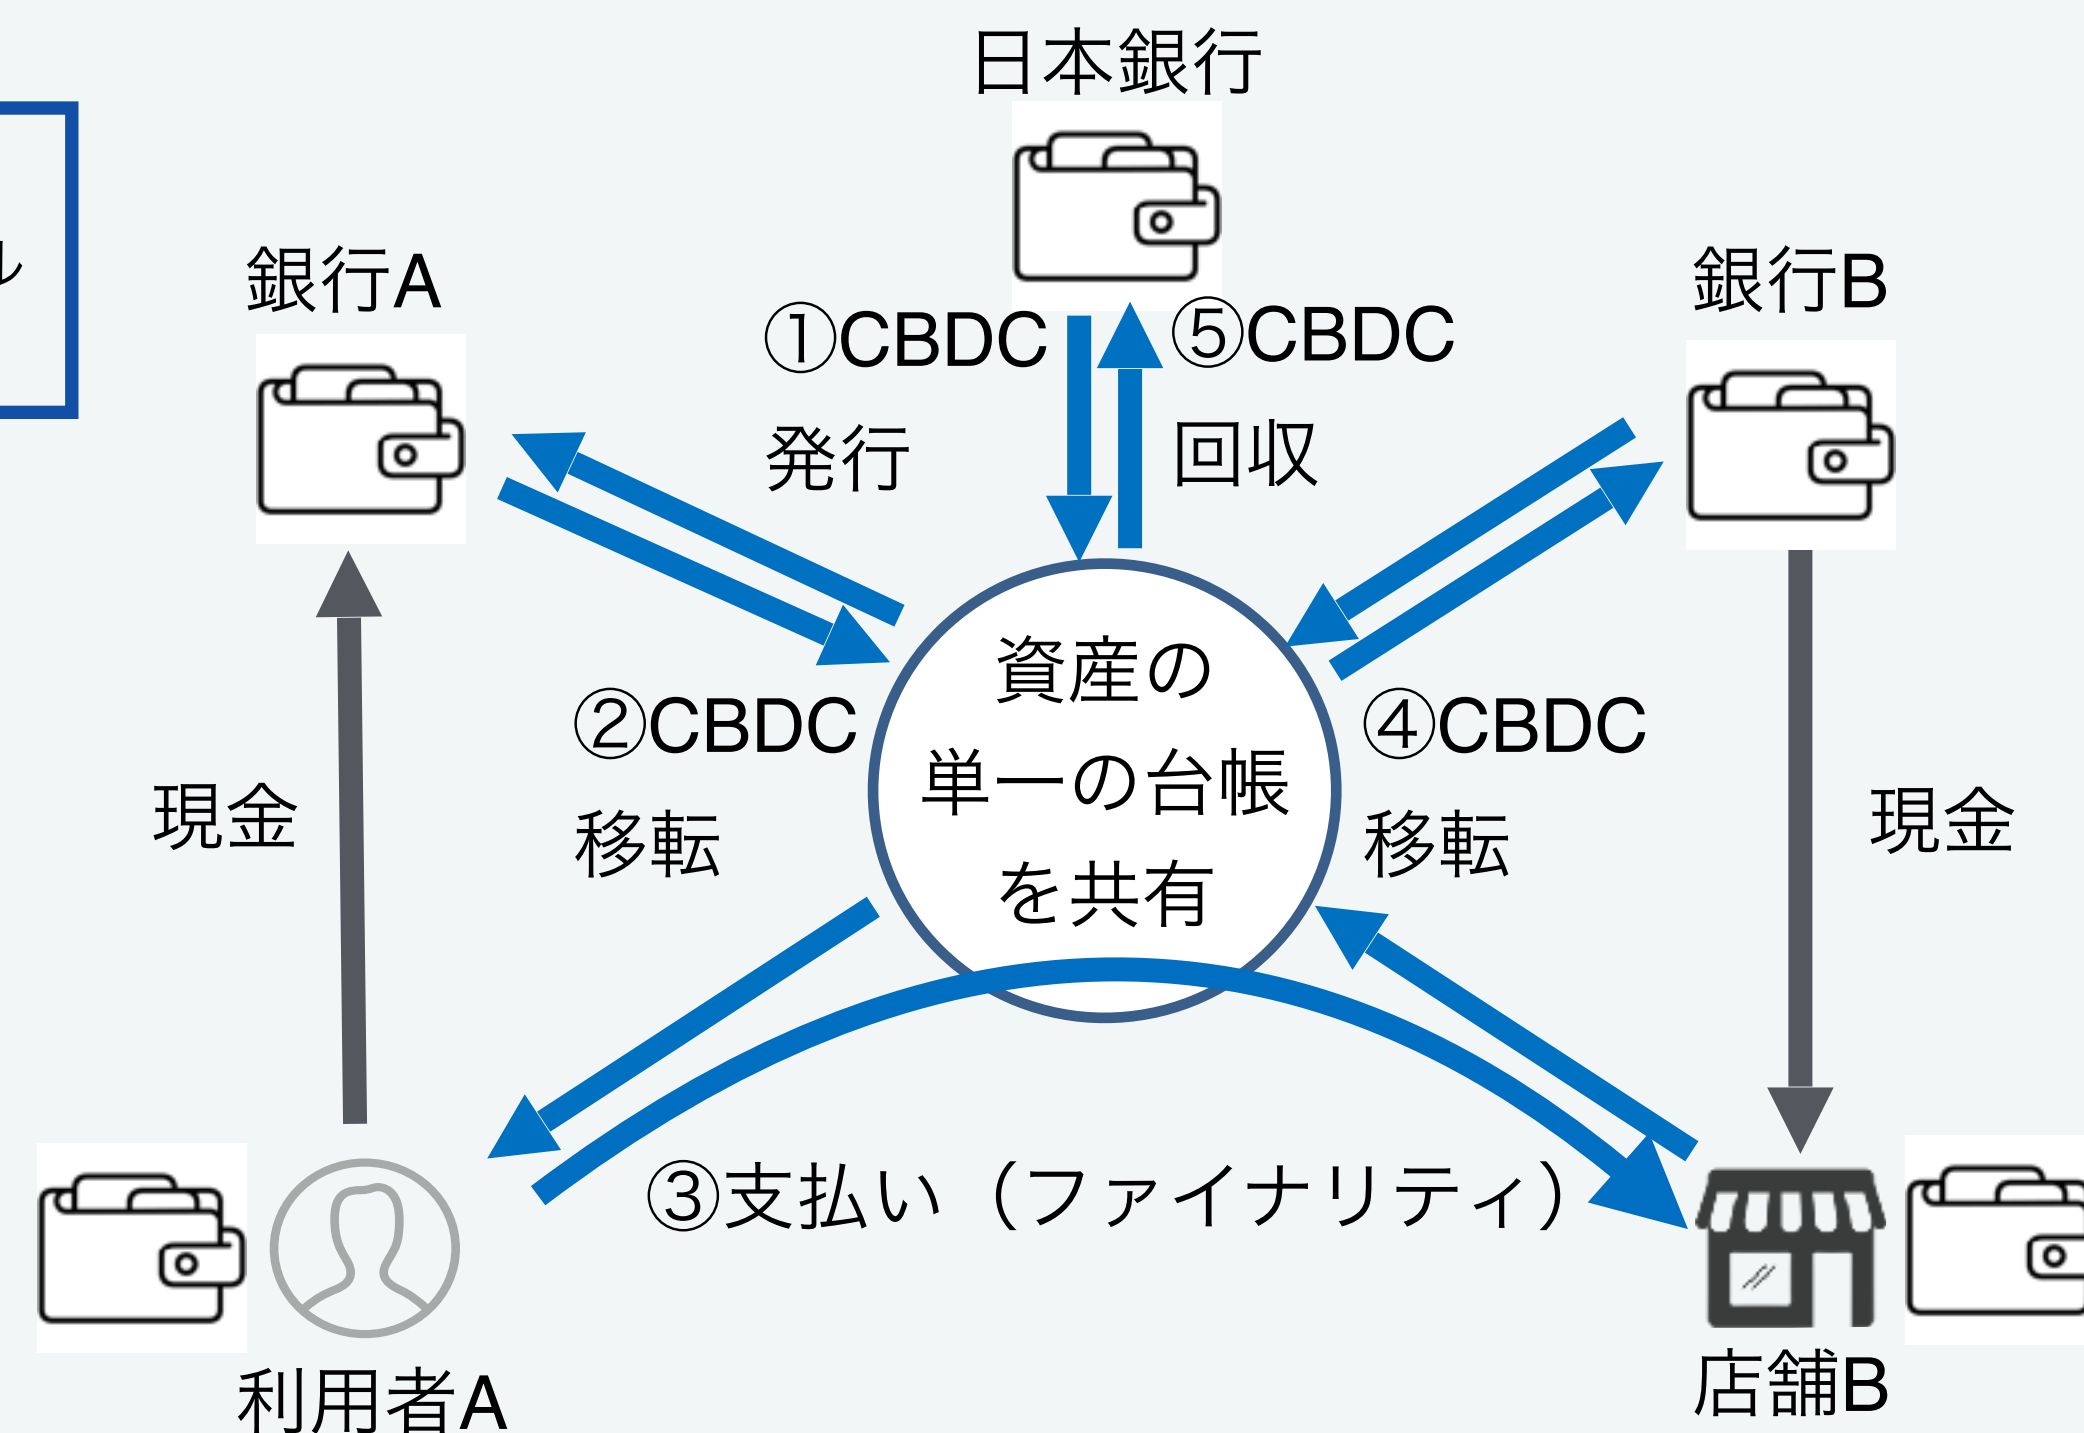 日本銀行
ル
銀行A
銀行B
①CBDC
発行
⑤CBDC
回収
資産の
単一の台帳
を共有
②CBDC
移転
④CBDC
移転
現金
現金
③支払い（ファイナリティ）
利用者A
店舗B